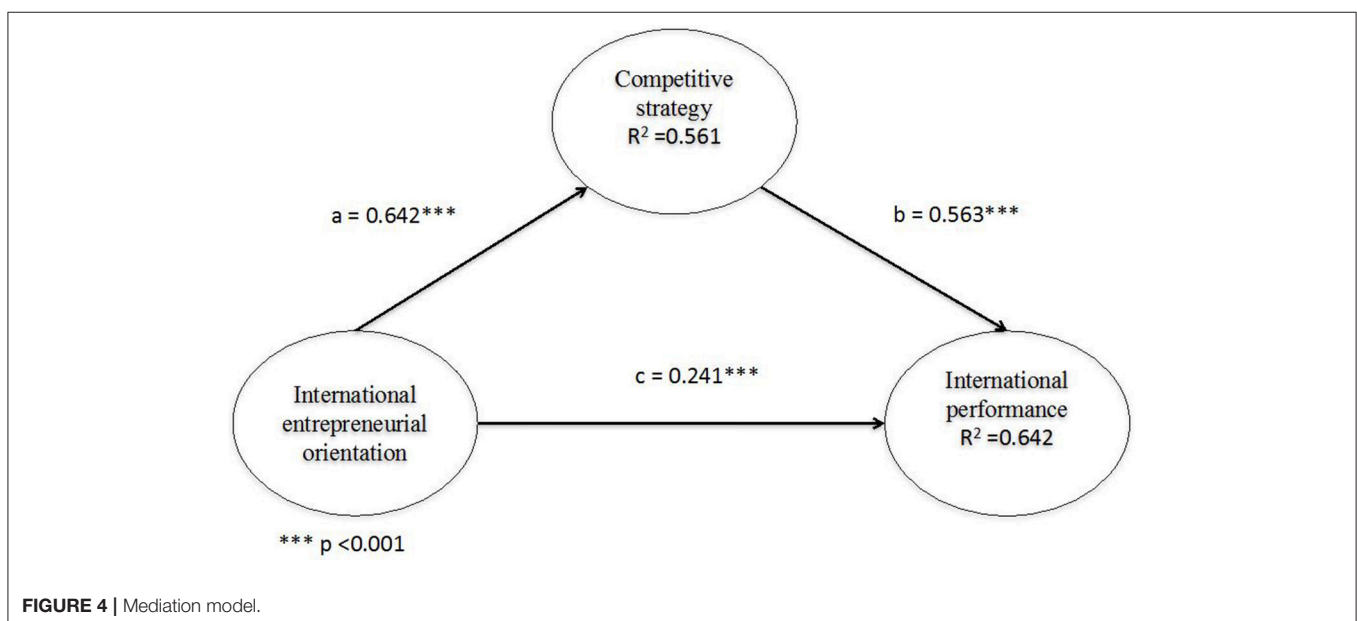 Competitive
strategy
R² =0.561
a = 0.642***
b = 0.563***
c = 0.241***
International
entrepreneurial
orientation
International
performance
R² =0.642
*** p <0.001
FIGURE 4 | Mediation model.